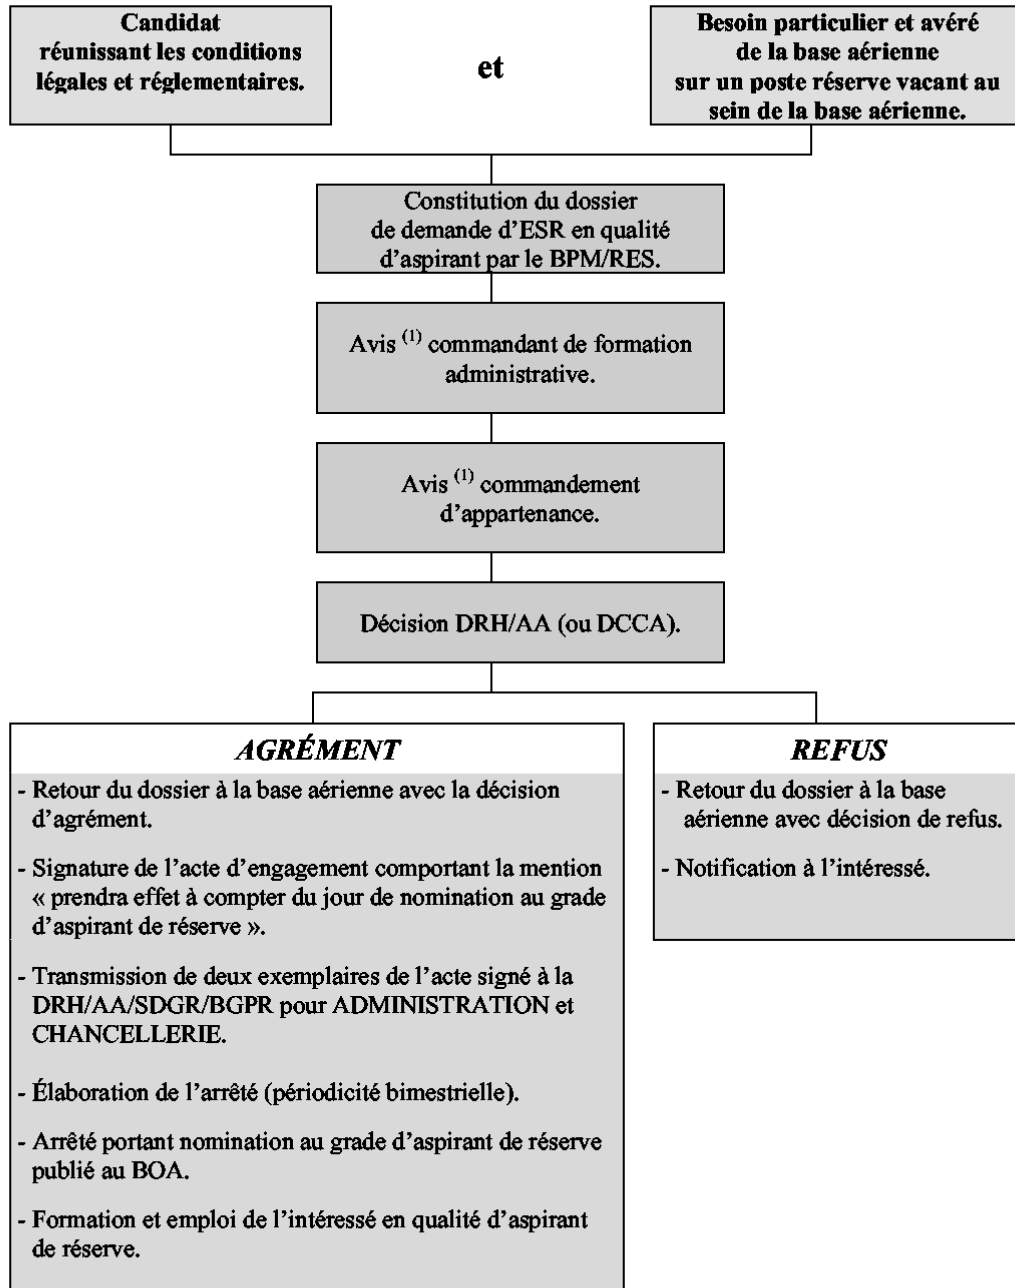 Candidat
réunissant les conditions
légales et réglementaires.
et
Besoin particulier et avéré
de la base aérienne
sur un poste réserve vacant au
sein de la base aérienne.
Constitution du dossier
de demande d’ESR en qualité
d’aspirant par le BPM/RES.
Avis (1) commandant de formation
administrative.
Avis (1) commandement
d’appartenance.
Décision DRH/AA (ou DCCA).
AGRÉMENT
- Retour du dossier à la base aérienne avec la décision
d’agrément.
- Signature de l’acte d’engagement comportant la mention
« prendra effet à compter du jour de nomination au grade
d’aspirant de réserve ».
- Transmission de deux exemplaires de l’acte signé à la
DRH/AA/SDGR/BGPR pour ADMINISTRATION et
CHANCELLERIE.
- Élaboration de l’arrêté (périodicité bimestrielle).
- Arrêté portant nomination au grade d’aspirant de réserve
publié au BOA.
- Formation et emploi de l’intéressé en qualité d’aspirant
de réserve.
REFUS
- Retour du dossier à la base
aérienne avec décision de refus.
- Notification à l’intéressé.